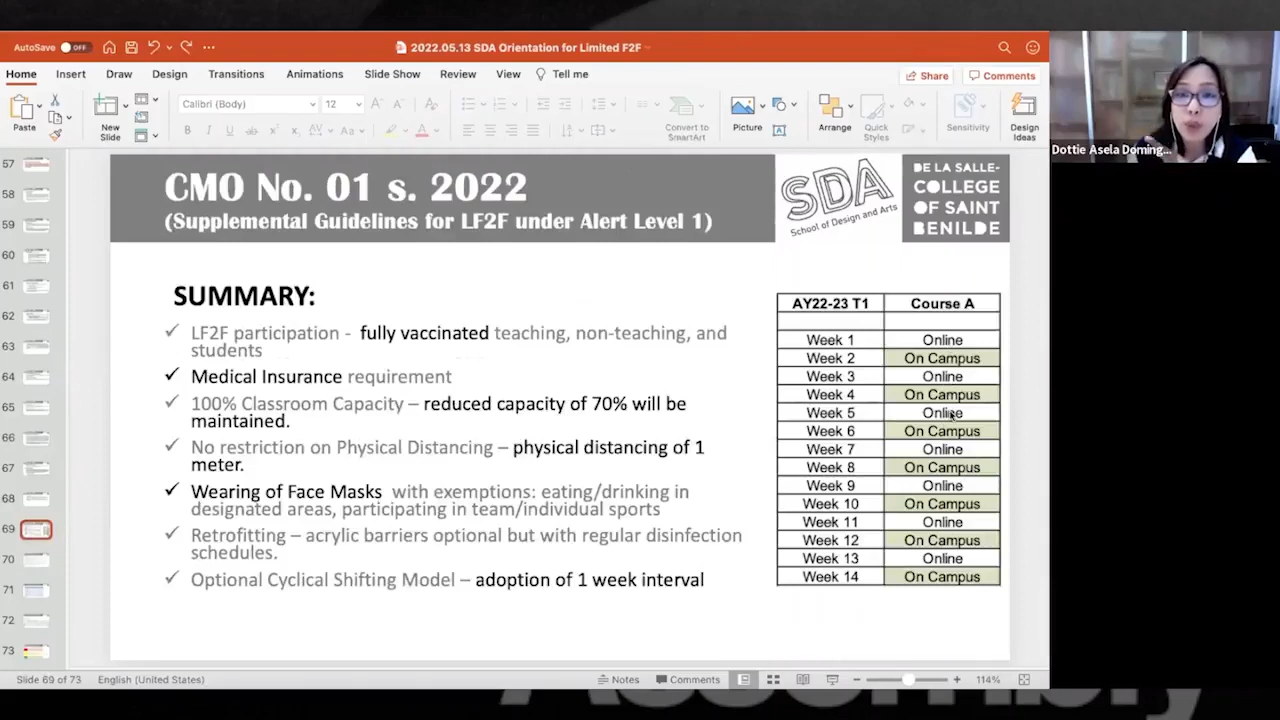 AutoSave OFF
2022.05.13 SDA Orientation for Limited F2F
Home Insert Draw Design Transitions Animations Slide Show Review View Tell me
Share Comments
Paste
New
Slide
Calibri (Body) 12
Convert to
SmartArt
Picture
Arrange
Quick
Styles
Sensitivity
Design
Ideas
57
58
59
60
61
62
63
64
65
66
67
68
69
70
71
72
73
CMO No. 01 s. 2022
(Supplemental Guidelines for LF2F under Alert Level 1)
SDA
School of Design and Arts
DE LA SALLE-
COLLEGE
OF SAINT
BENILDE
SUMMARY:
LF2F participation - fully vaccinated teaching, non-teaching, and
students
Medical Insurance requirement
100% Classroom Capacity – reduced capacity of 70% will be
maintained.
No restriction on Physical Distancing – physical distancing of 1
meter.
Wearing of Face Masks with exemptions: eating/drinking in
designated areas, participating in team/individual sports
Retrofitting – acrylic barriers optional but with regular disinfection
schedules.
Optional Cyclical Shifting Model – adoption of 1 week interval
AY22-23 T1 Course A
Week 1 Online
Week 2 On Campus
Week 3 Online
Week 4 On Campus
Week 5 Online
Week 6 On Campus
Week 7 Online
Week 8 On Campus
Week 9 Online
Week 10 On Campus
Week 11 Online
Week 12 On Campus
Week 13 Online
Week 14 On Campus
Dottie Asela Doming...
Slide 69 of 73 English (United States)
Notes Comments 114%
Assembly